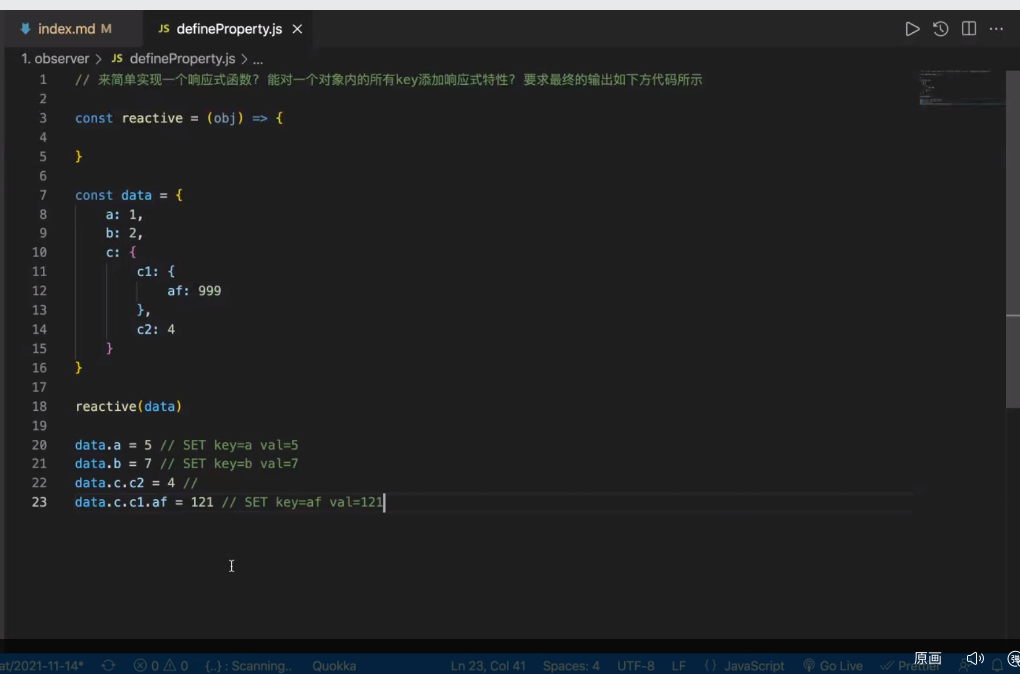 index.md M
JS defineProperty.js ×
1. observer > JS defineProperty.js > ...
1 // 来简单实现一个响应式函数? 能对一个对象内的所有key添加响应式特性? 要求最终的输出如下方代码所示
2
3 const reactive = (obj) => {
4
5 }
6
7 const data = {
8 a: 1,
9 b: 2,
10 c: {
11 c1: {
12 af: 999
13 },
14 c2: 4
15 }
16 }
17
18 reactive(data)
19
20 data.a = 5 // SET key=a val=5
21 data.b = 7 // SET key=b val=7
22 data.c.c2 = 4 //
23 data.c.c1.af = 121 // SET key=af val=121
at/2021-11-14* 0 0 {..} : Scanning.. Quokka Ln 23, Col 41 Spaces: 4 UTF-8 LF JavaScript Go Live Prettier
原画